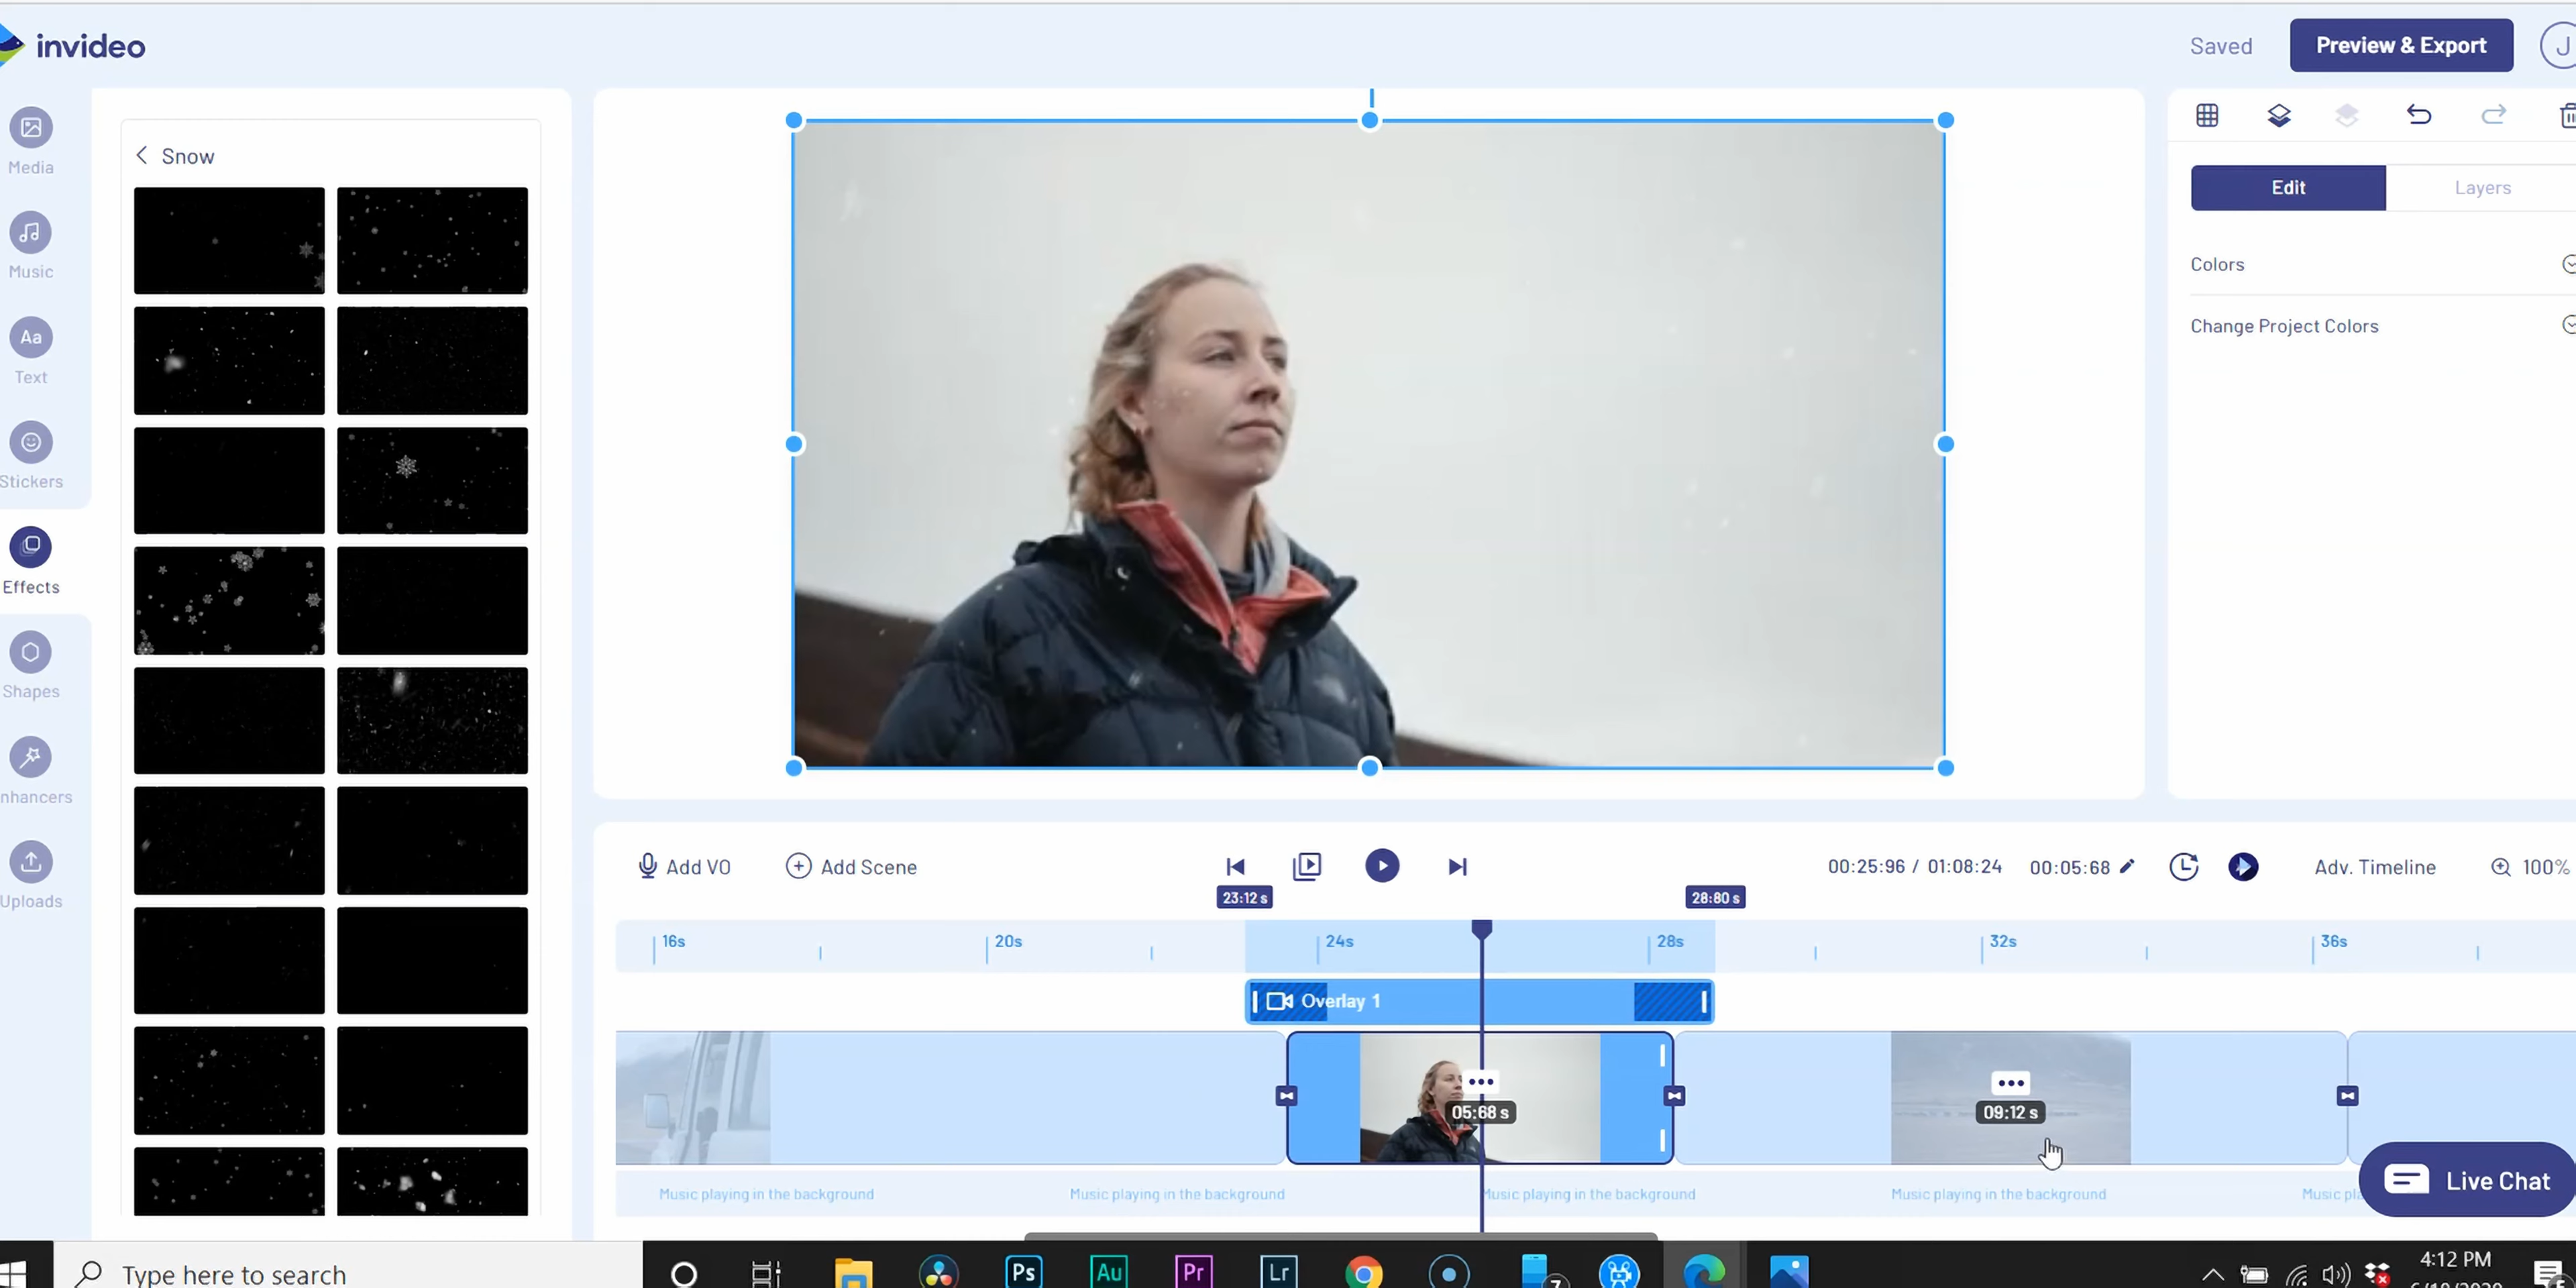 invideo
Saved
Preview & Export
J
Media
Music
Aa
Text
Stickers
Effects
Shapes
nhancers
Uploads
Snow
Edit
Layers
Colors
Change Project Colors
Add VO
Add Scene
00:25:96 / 01:08:24
00:05:68
Adv. Timeline
100%
23:12 s
28:80 s
16s
20s
24s
28s
32s
36s
Overlay 1
05:68 s
09:12 s
Music playing in the background
Music playing in the background
Music playing in the background
Music playing in the background
Music pl
Live Chat
Type here to search
Ps
Au
Pr
Lr
7
4:12 PM